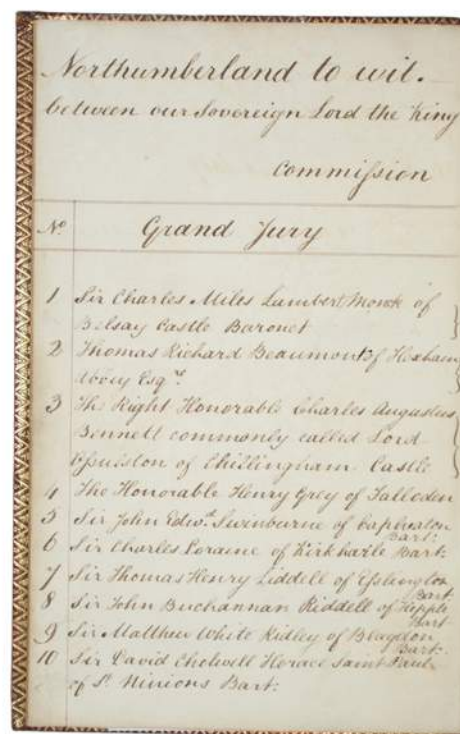 Northumberland to wit.
between our Sovereign Lord the King
Commission
No Grand Jury
1 Sir Charles Miles Lambert Monck of
Belsay Castle Baronet
2 Thomas Richard Beaumont Of Hexham
Abbey Esqre
3 The Right Honorable Charles Augustus
Bennett commonly called Lord
Ossulston of Chillingham Castle
4 The Honorable Henry Grey of Falloden
5 Sir John Edwd. Swinburne of Capheaton
Bart:
6 Sir Charles Loraine of Kirkharle Bart:
7 Sir Thomas Henry Liddell of Eslington
Bart
8 Sir John Buchannan Riddell of
Bart
9 Sir Matthew White Ridley of Blagdon
Bart:
10 Sir David Cholwell Horace Saint Paul
of St. Ninions Bart: